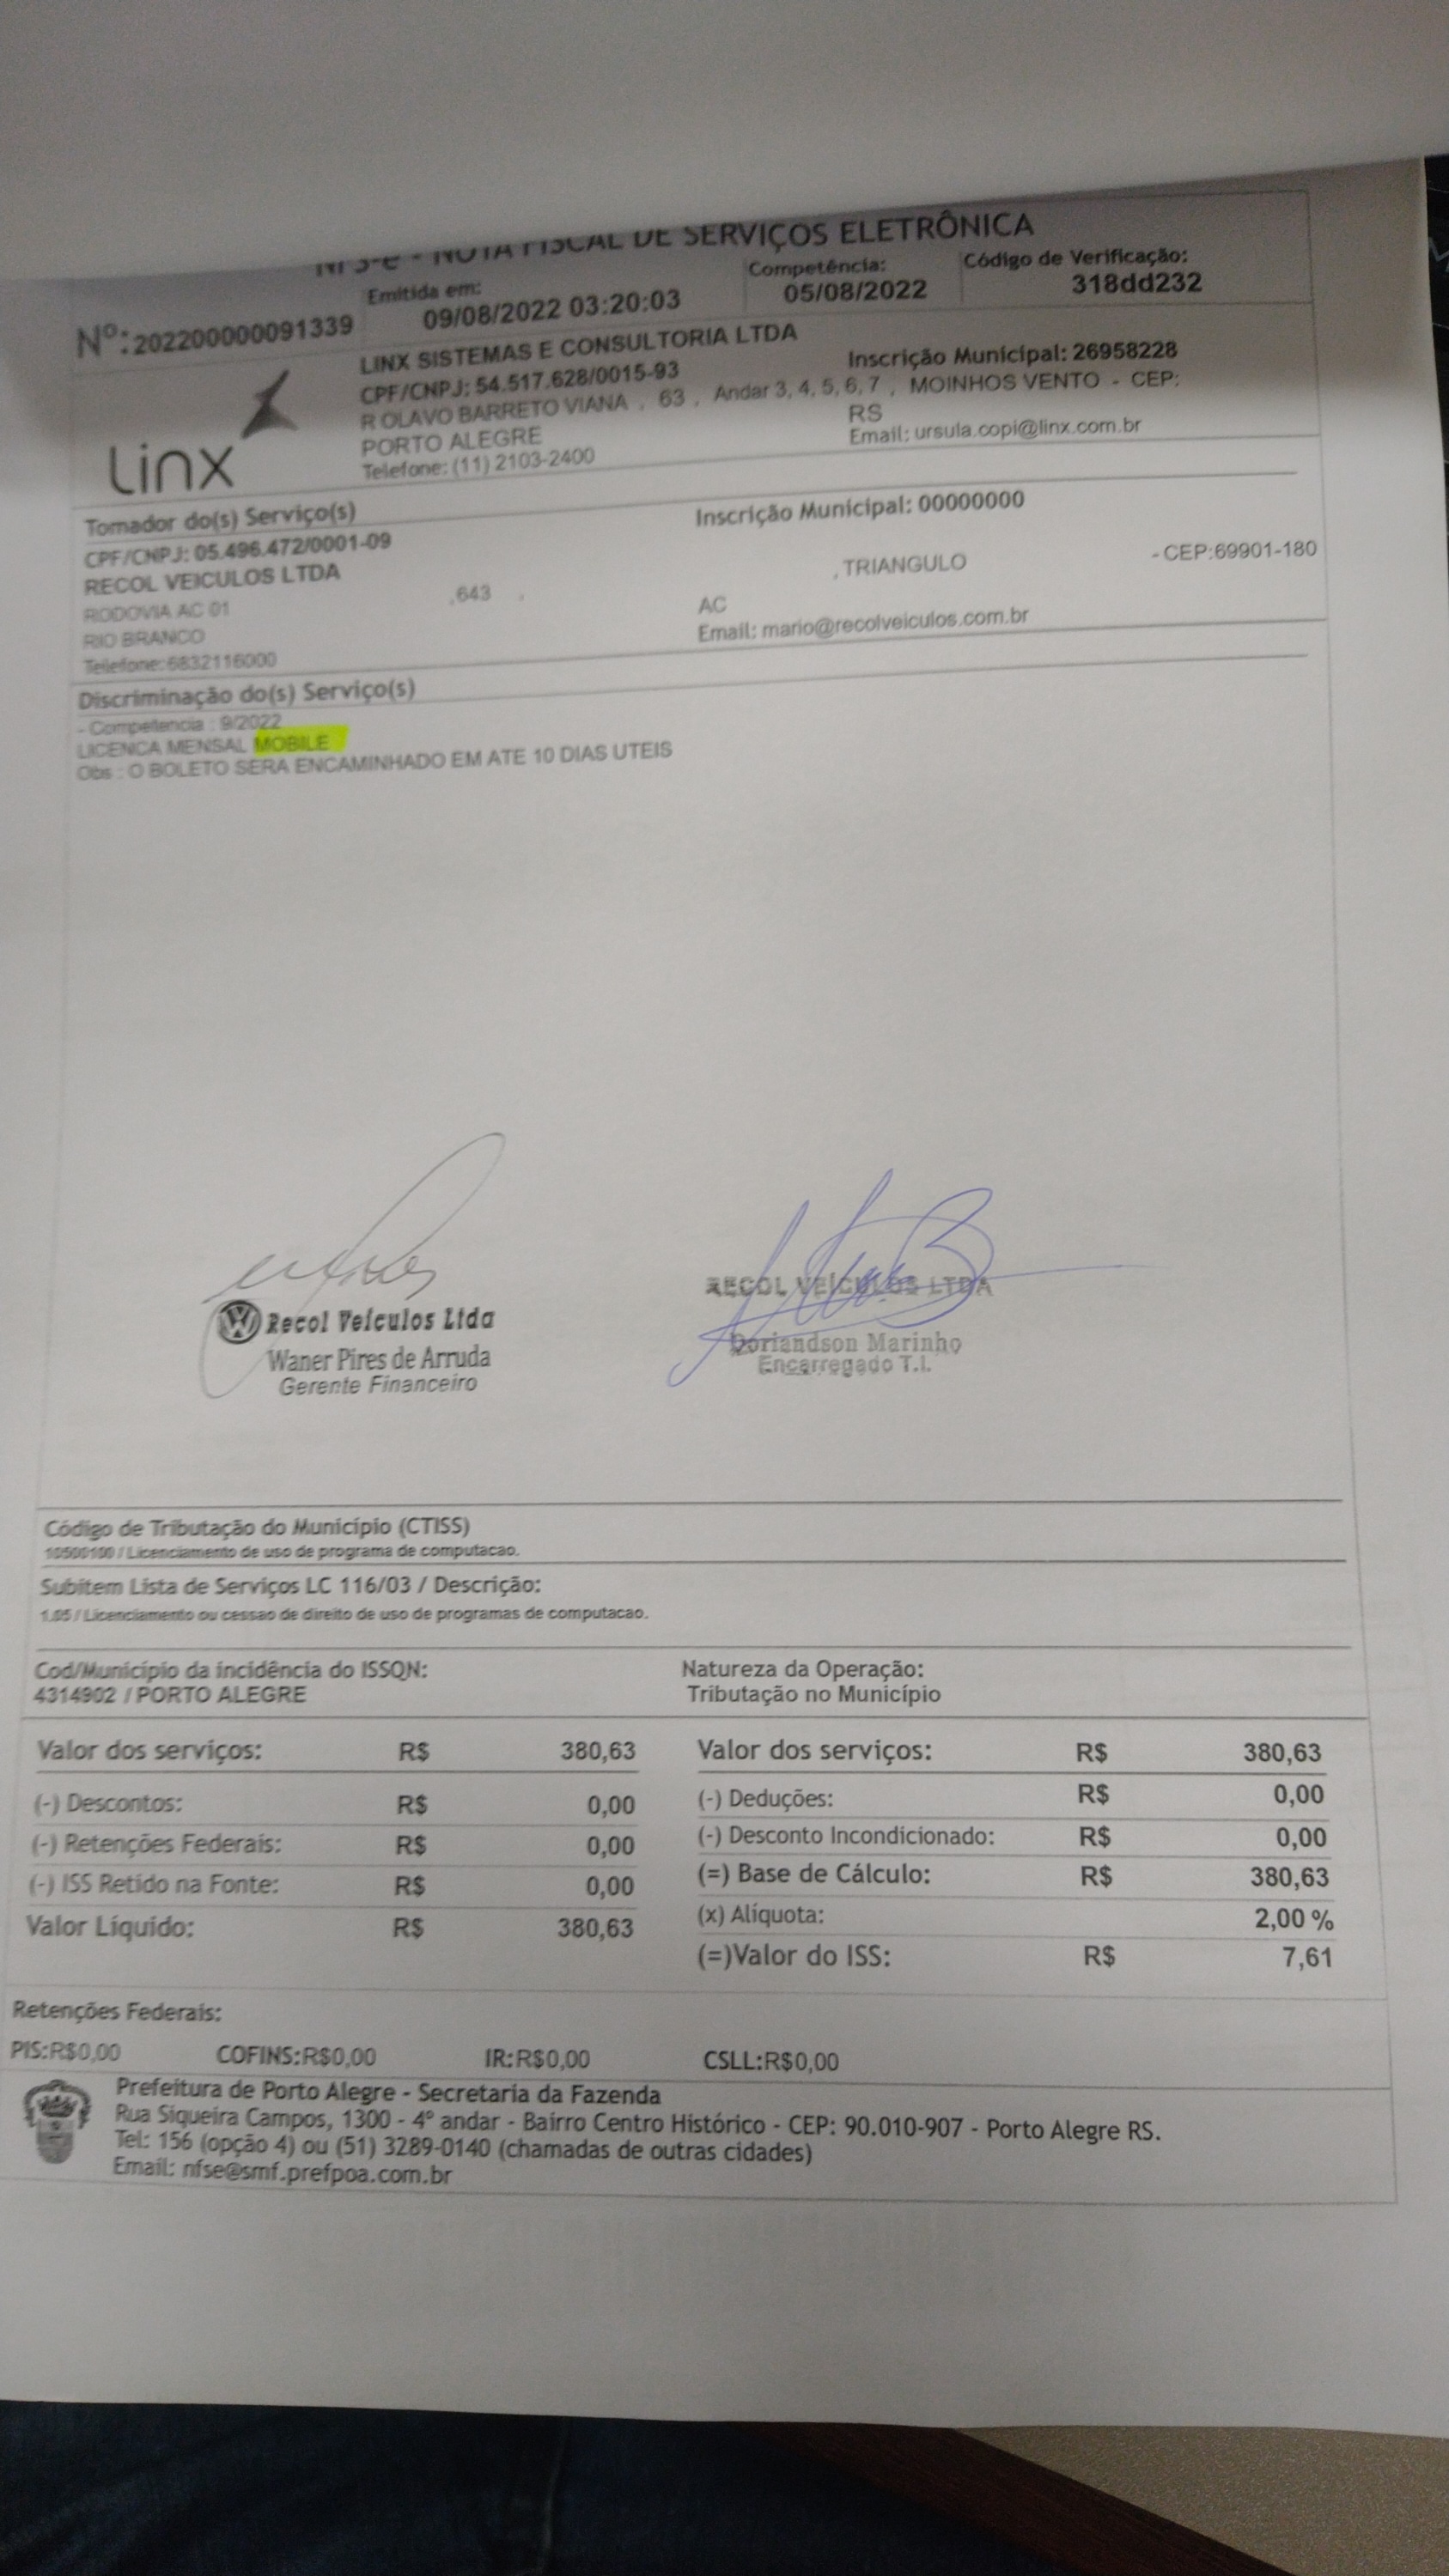 NFS-e - NOTA FISCAL DE SERVIÇOS ELETRÔNICA
Nº: 202200000091339
Emitida em:
09/08/2022 03:20:03
Competência:
05/08/2022
Código de Verificação:
318dd232
Linx
LINX SISTEMAS E CONSULTORIA LTDA
CPF/CNPJ: 54.517.628/0015-93 Inscrição Municipal: 26958228
R OLAVO BARRETO VIANA , 63 , Andar 3, 4, 5, 6, 7 , MOINHOS VENTO - CEP:
PORTO ALEGRE RS
Telefone: (11) 2103-2400 Email: ursula.copi@linx.com.br
Tomador do(s) Serviço(s)
CPF/CNPJ: 05.496.472/0001-09 Inscrição Municipal: 00000000
RECOL VEICULOS LTDA
RODOVIA AC 01 ,643 , , TRIANGULO - CEP:69901-180
RIO BRANCO AC
Telefone:6832116000 Email: mario@recolveiculos.com.br
Discriminação do(s) Serviço(s)
- Competencia : 9/2022
LICENCA MENSAL MOBILE
Obs : O BOLETO SERA ENCAMINHADO EM ATE 10 DIAS UTEIS
Recol Veículos Ltda
Waner Pires de Arruda
Gerente Financeiro
RECOL VEÍCULOS LTDA
Doriandson Marinho
Encarregado T.I.
Código de Tributação do Município (CTISS)
10500100 / Licenciamento de uso de programa de computacao.
Subitem Lista de Serviços LC 116/03 / Descrição:
1.05 / Licenciamento ou cessao de direito de uso de programas de computacao.
Cod/Município da incidência do ISSQN:
4314902 / PORTO ALEGRE
Natureza da Operação:
Tributação no Município
Valor dos serviços: R$ 380,63
(-) Descontos: R$ 0,00
(-) Retenções Federais: R$ 0,00
(-) ISS Retido na Fonte: R$ 0,00
Valor Líquido: R$ 380,63
Valor dos serviços: R$ 380,63
(-) Deduções: R$ 0,00
(-) Desconto Incondicionado: R$ 0,00
(=) Base de Cálculo: R$ 380,63
(x) Alíquota: 2,00 %
(=)Valor do ISS: R$ 7,61
Retenções Federais:
PIS:R$0,00 COFINS:R$0,00 IR:R$0,00 CSLL:R$0,00
Prefeitura de Porto Alegre - Secretaria da Fazenda
Rua Siqueira Campos, 1300 - 4º andar - Bairro Centro Histórico - CEP: 90.010-907 - Porto Alegre RS.
Tel: 156 (opção 4) ou (51) 3289-0140 (chamadas de outras cidades)
Email: nfse@smf.prefpoa.com.br